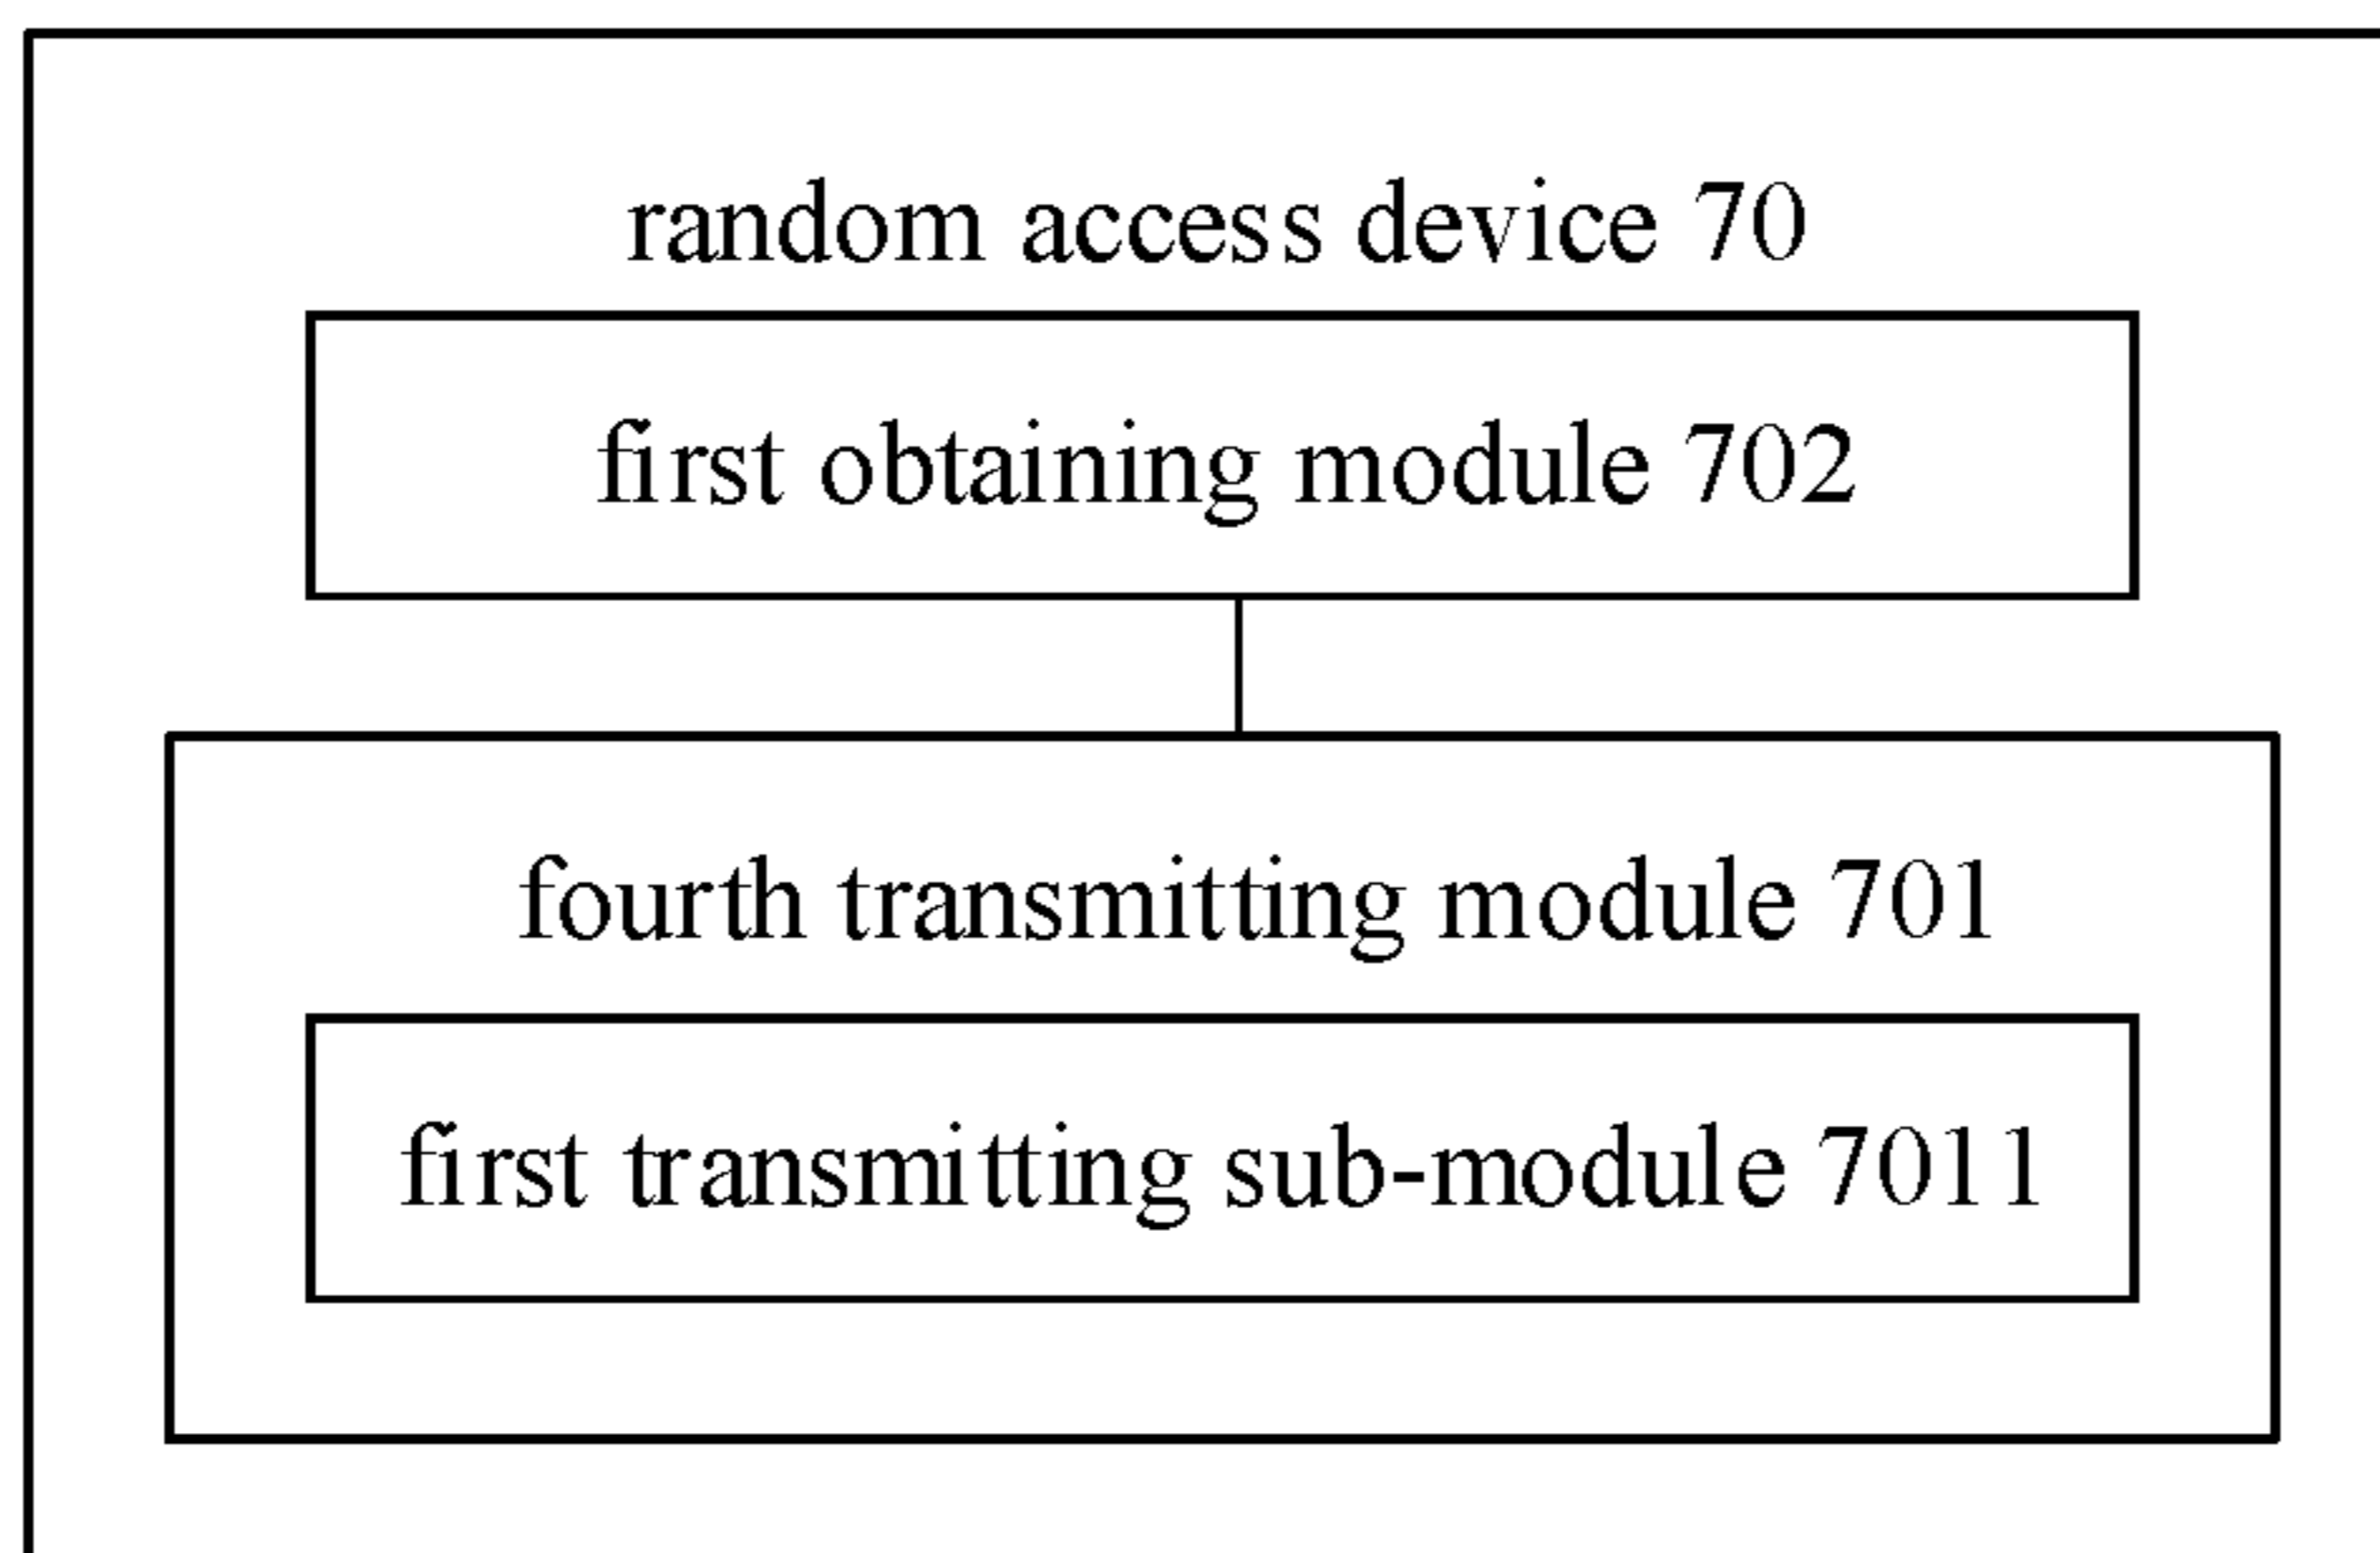 random access device 70
first obtaining module 702
fourth transmitting module 701
first transmitting sub-module 7011